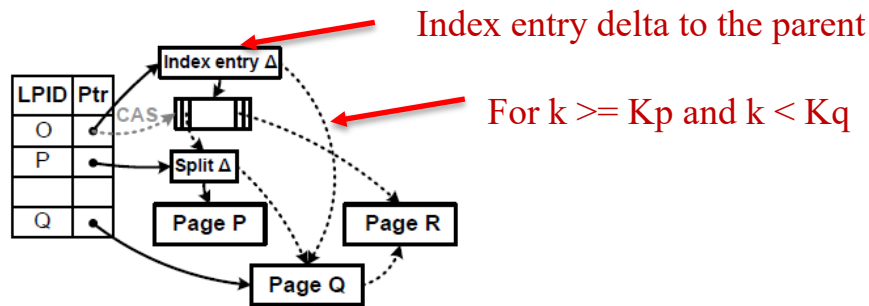 Index entry delta to the parent
Index entry Δ
LPID Ptr
CAS
For k >= Kp and k < Kq
O
P
Split Δ
Page P
Page R
Q
Page Q